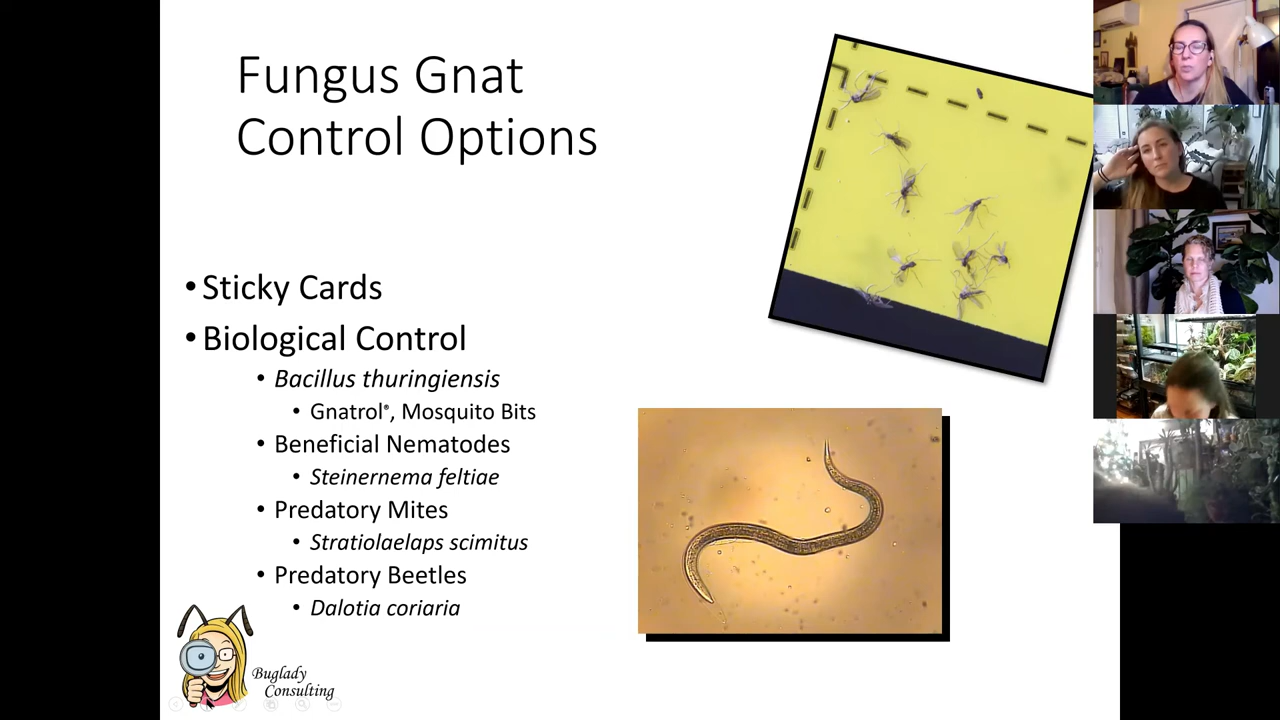 Fungus Gnat
Control Options
• Sticky Cards
• Biological Control
• Bacillus thuringiensis
• Gnatrol®, Mosquito Bits
• Beneficial Nematodes
• Steinernema feltiae
• Predatory Mites
• Stratiolaelaps scimitus
• Predatory Beetles
• Dalotia coriaria
Buglady
Consulting